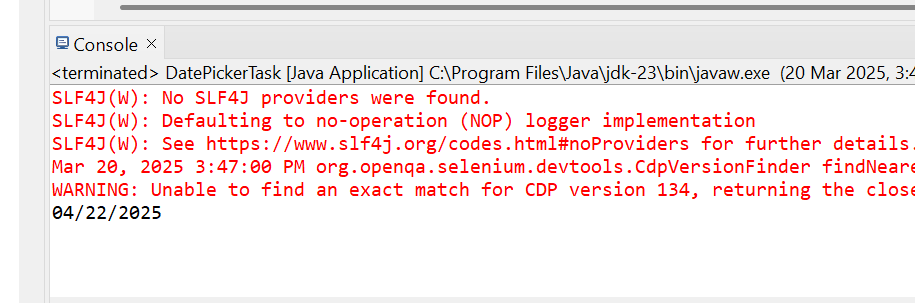 Console
<terminated> DatePickerTask [Java Application] C:\Program Files\Java\jdk-23\bin\javaw.exe (20 Mar 2025, 3:4
SLF4J(W): No SLF4J providers were found.
SLF4J(W): Defaulting to no-operation (NOP) logger implementation
SLF4J(W): See https://www.slf4j.org/codes.html#noProviders for further details.
Mar 20, 2025 3:47:00 PM org.openqa.selenium.devtools.CdpVersionFinder findNeare
WARNING: Unable to find an exact match for CDP version 134, returning the close
04/22/2025